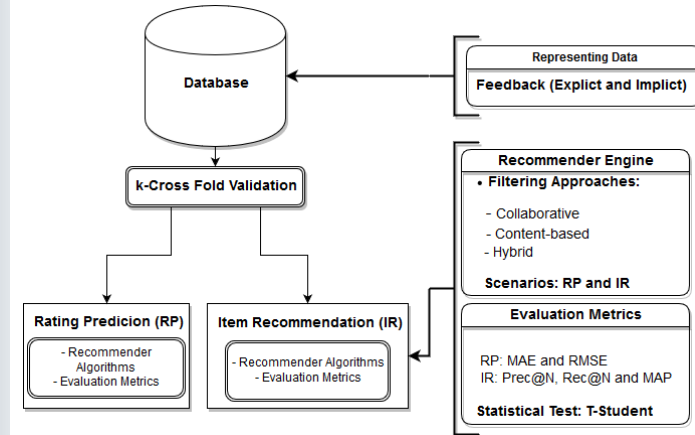 Representing Data
Feedback (Explict and Implict)
Database
k-Cross Fold Validation
Recommender Engine
• Filtering Approaches:
- Collaborative
- Content-based
- Hybrid
Scenarios: RP and IR
Rating Predicion (RP)
- Recommender
Algorithms
- Evaluation Metrics
Item Recommendation (IR)
- Recommender Algorithms
- Evaluation Metrics
Evaluation Metrics
RP: MAE and RMSE
IR: Prec@N, Rec@N and MAP
Statistical Test: T-Student